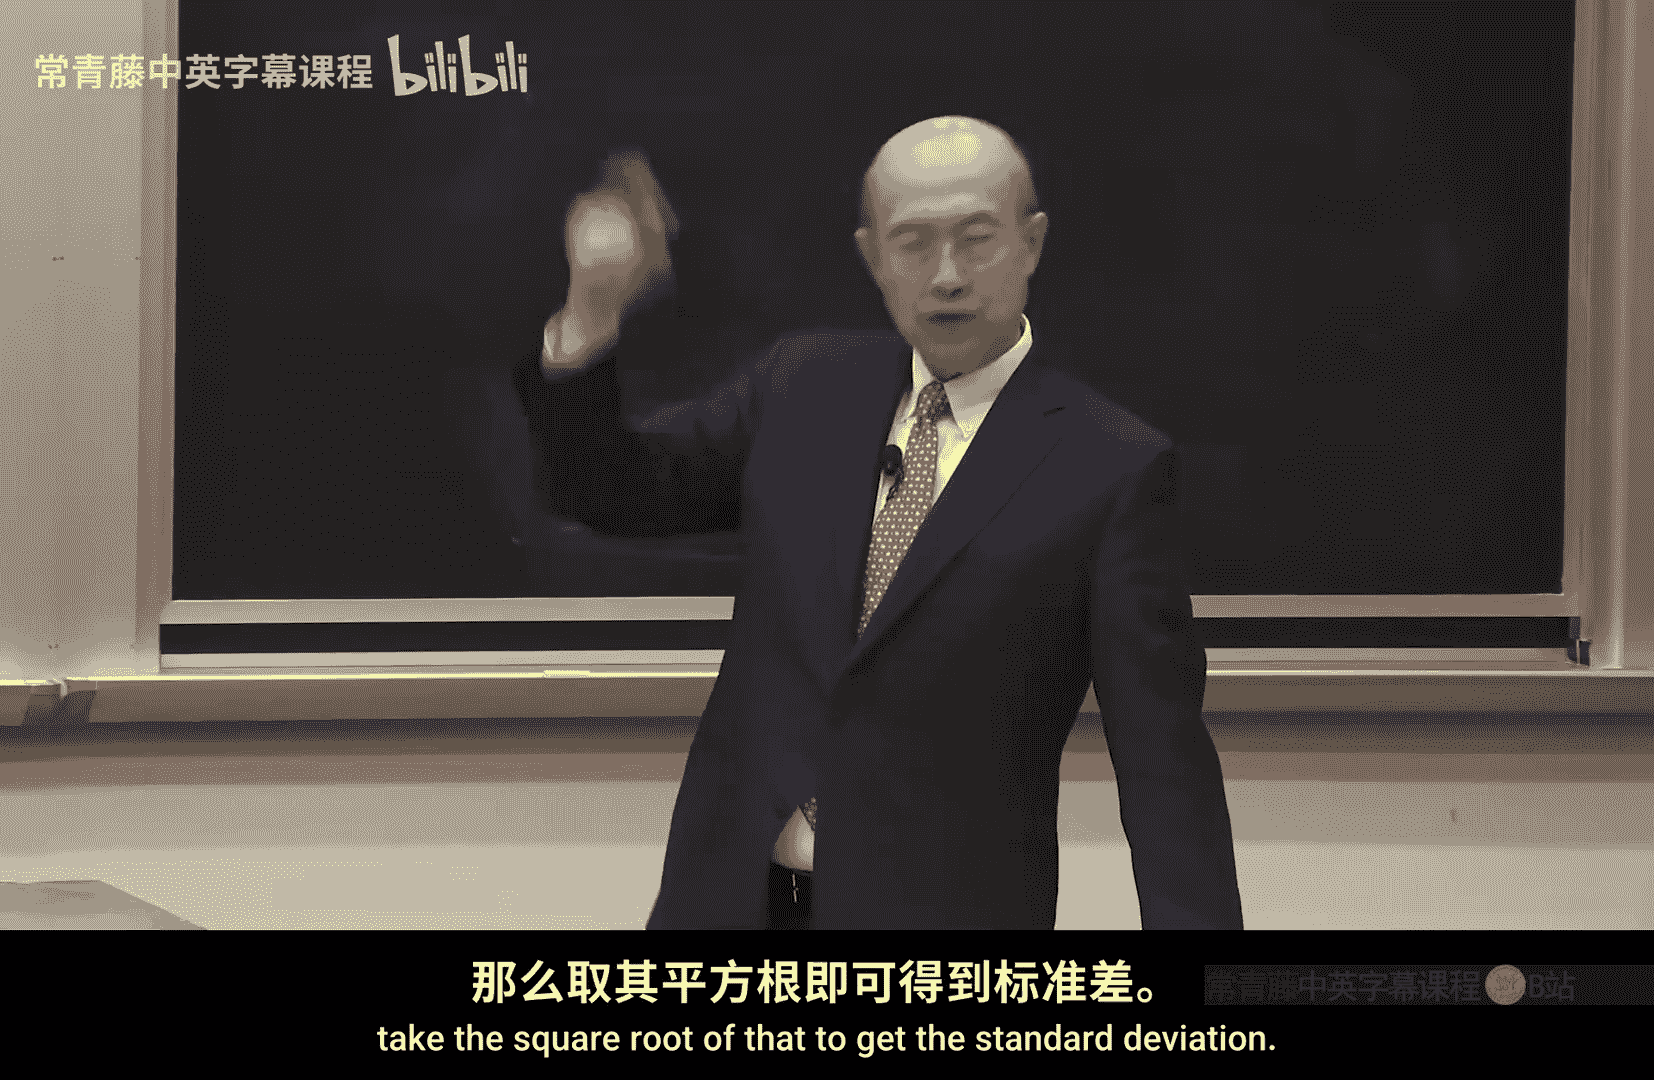 常青藤中英字幕课程 bilibili
那么取其平方根即可得到标准差。
常青藤中英字幕课程 B站
take the square root of that to get the standard deviation.